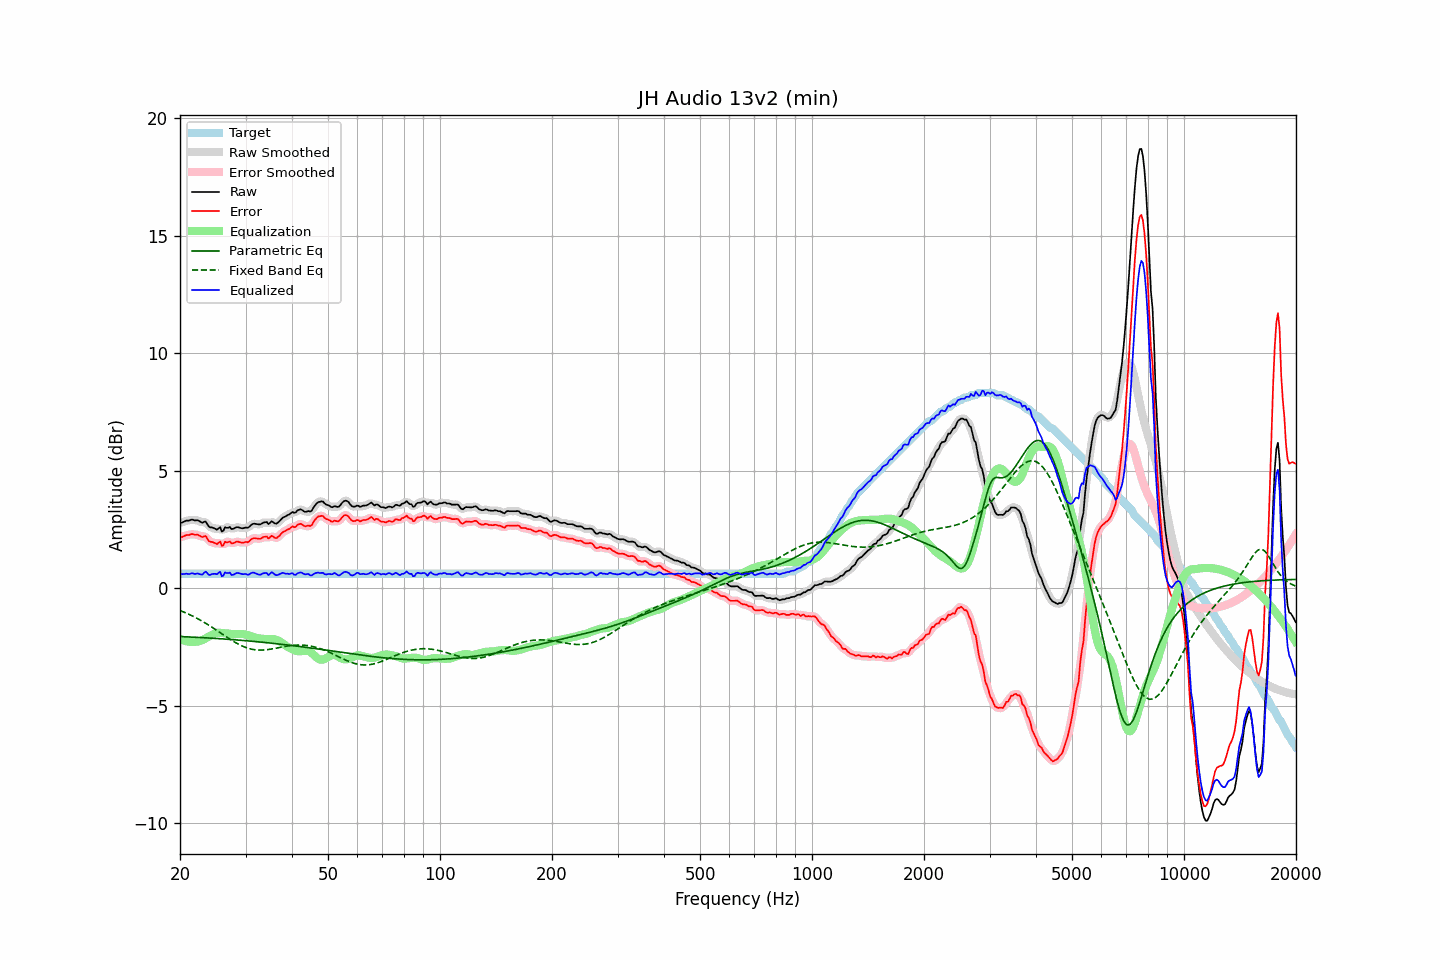 JH Audio 13v2 (min)
20
15
10
5
0
−5
−10
Amplitude (dBr)
Target
Raw Smoothed
Error Smoothed
Raw
Error
Equalization
Parametric Eq
Fixed Band Eq
Equalized
20 50 100 200 500 1000 2000 5000 10000 20000
Frequency (Hz)